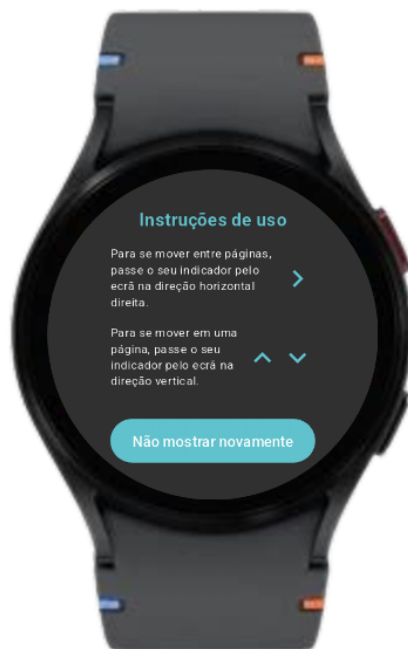 Instruções de uso
Para se mover entre páginas,
passe o seu indicador pelo
ecrã na direção horizontal
direita.
Para se mover em uma
página, passe o seu
indicador pelo ecrã na
direção vertical.
Não mostrar novamente